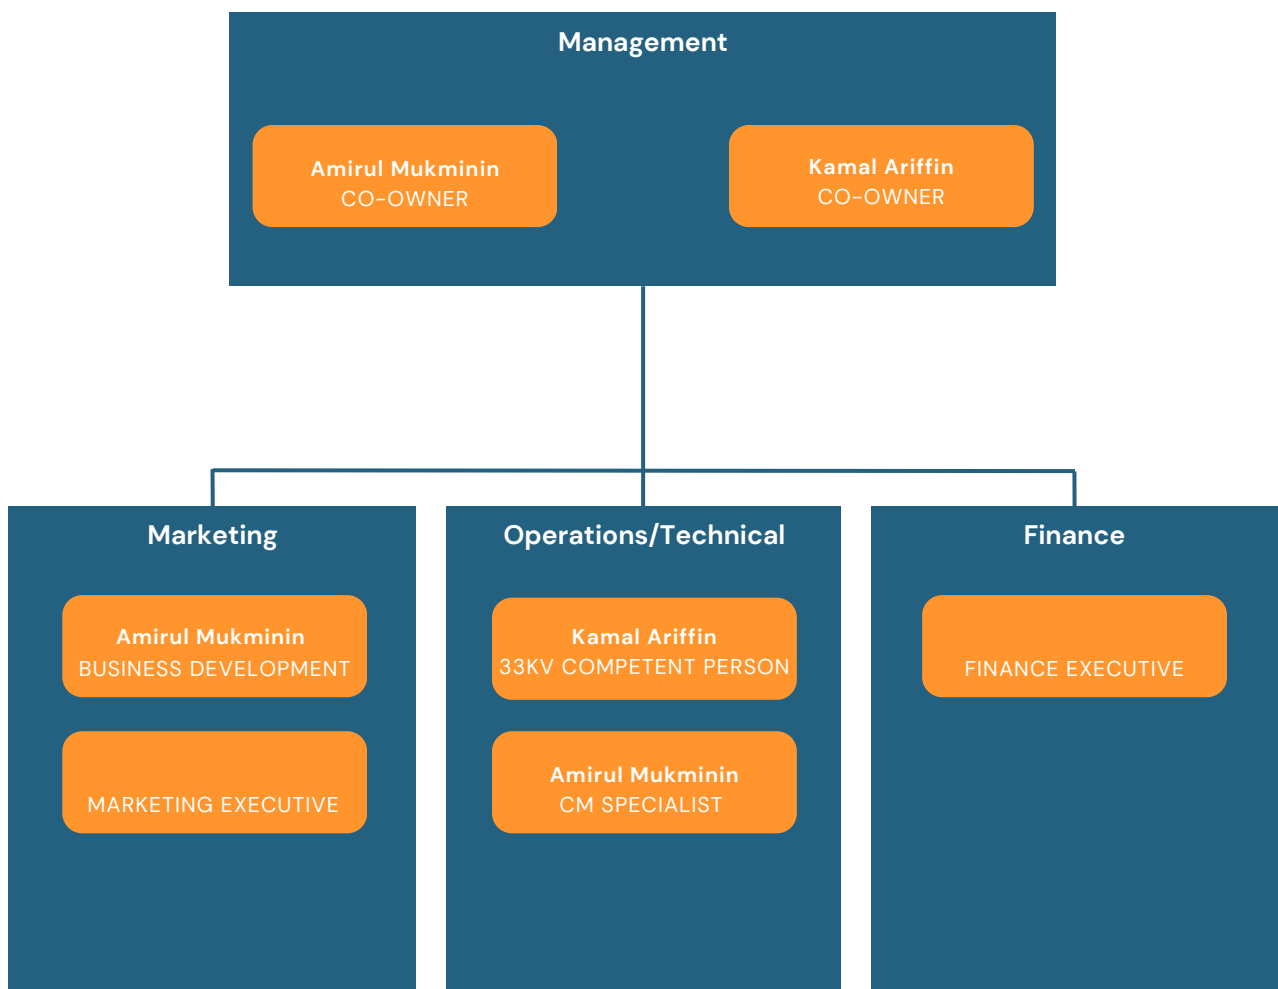 Management
Amirul Mukminin
CO-OWNER
Kamal Ariffin
CO-OWNER
Marketing
Amirul Mukminin
BUSINESS DEVELOPMENT
MARKETING EXECUTIVE
Operations/Technical
Kamal Ariffin
33KV COMPETENT PERSON
Amirul Mukminin
CM SPECIALIST
Finance
FINANCE EXECUTIVE